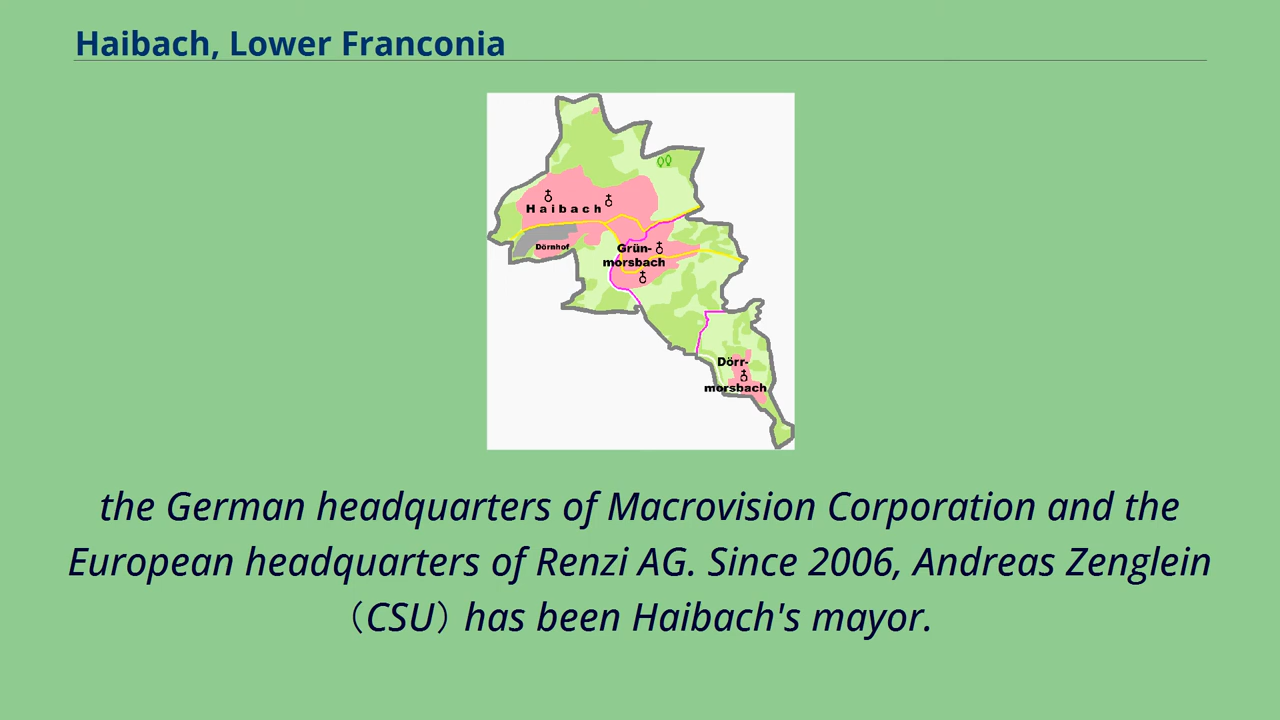 Haibach, Lower Franconia
Haibach
Dörnhof
Grün-
morsbach
Dörr-
morsbach
the German headquarters of Macrovision Corporation and the
European headquarters of Renzi AG. Since 2006, Andreas Zenglein
（CSU）has been Haibach's mayor.